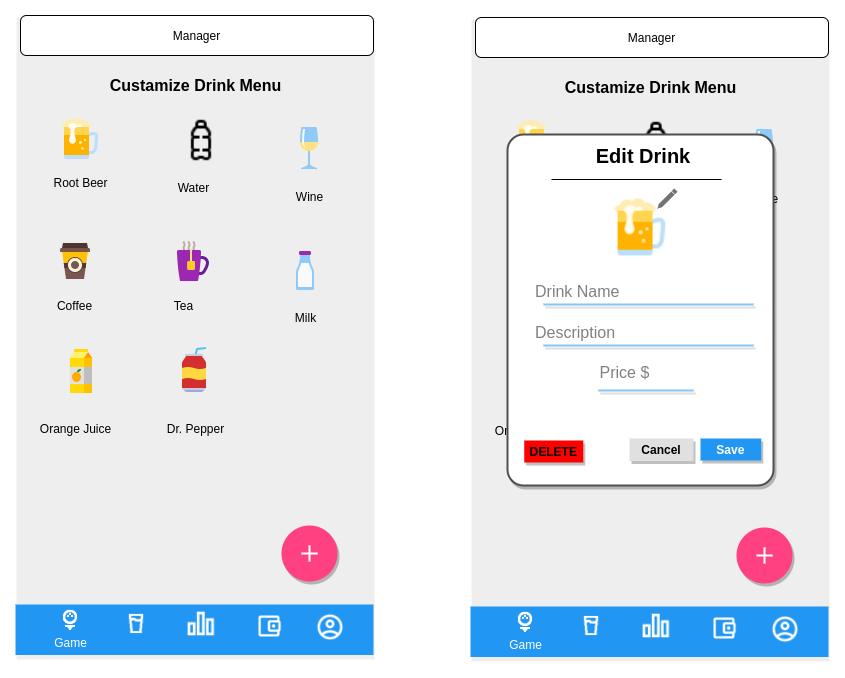 Manager
Custamize Drink Menu
Root Beer
Water
Wine
Coffee
Tea
Milk
Orange Juice
Dr. Pepper
+
Game
Manager
Custamize Drink Menu
Edit Drink
e
Drink Name
Description
Price $
Or
DELETE
Cancel
Save
+
Game